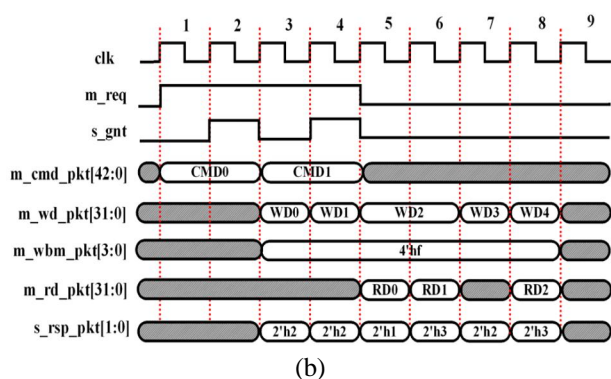 1 2 3 4 5 6 7 8 9
clk
m_req
s_gnt
m_cmd_pkt[42:0] CMD0 CMD1
m_wd_pkt[31:0] WD0 WD1 WD2 WD3 WD4
m_wbm_pkt[3:0] 4'hf
m_rd_pkt[31:0] RD0 RD1 RD2
s_rsp_pkt[1:0] 2'h2 2'h2 2'h1 2'h3 2'h2 2'h3
(b)